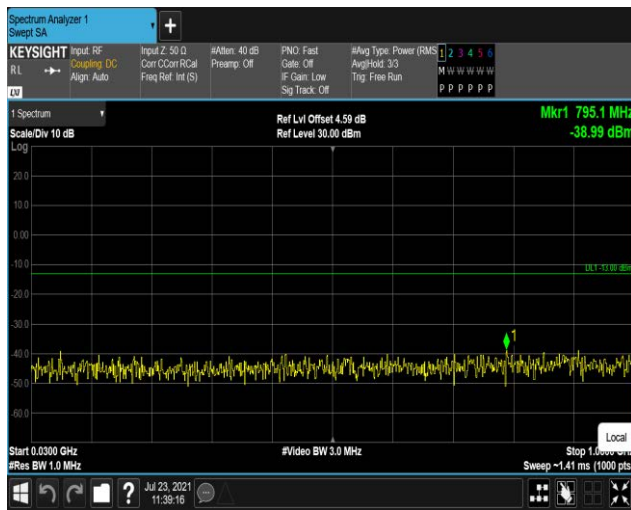 Spectrum Analyzer 1
Swept SA
+
KEYSIGHT Input: RF Input Z: 50 Ω #Atten: 40 dB PNO: Fast #Avg Type: Power (RMS 1 2 3 4 5 6
RL Coupling: DC Corr CCorr RCal Preamp: Off Gate: Off Avg|Hold: 3/3 M W W W W W
Align: Auto Freq Ref: Int (S) IF Gain: Low Trig: Free Run
Sig Track: Off P P P P P P
LXI
1 Spectrum Ref Lvl Offset 4.59 dB Mkr1 795.1 MHz
Scale/Div 10 dB Ref Level 30.00 dBm -38.99 dBm
Log
20.0
10.0
0.00
-10.0
DL1 -13.00 dBm
-20.0
-30.0
1
-40.0
-50.0
-60.0
Local
Start 0.0300 GHz #Video BW 3.0 MHz Stop
#Res BW 1.0 MHz Sweep ~1.41 ms (1000 pts
? Jul 23, 2021
11:39:16